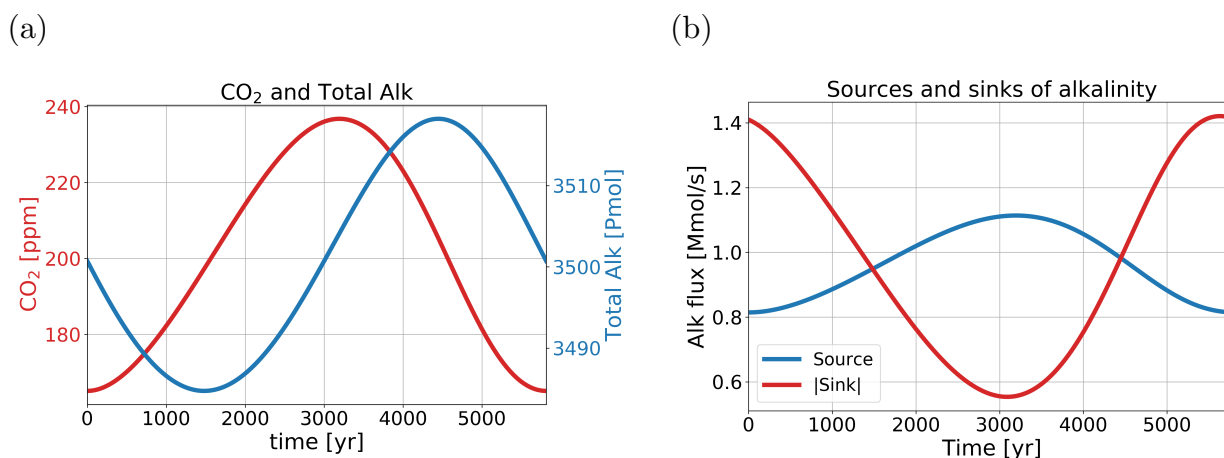 (a)
CO₂ and Total Alk
240
220
200
180
CO₂ [ppm]
3510
3500
3490
Total Alk [Pmol]
0 1000 2000 3000 4000 5000
time [yr]
(b)
Sources and sinks of alkalinity
1.4
1.2
1.0
0.8
0.6
Alk flux [Mmol/s]
Source
|Sink|
0 1000 2000 3000 4000 5000
Time [yr]